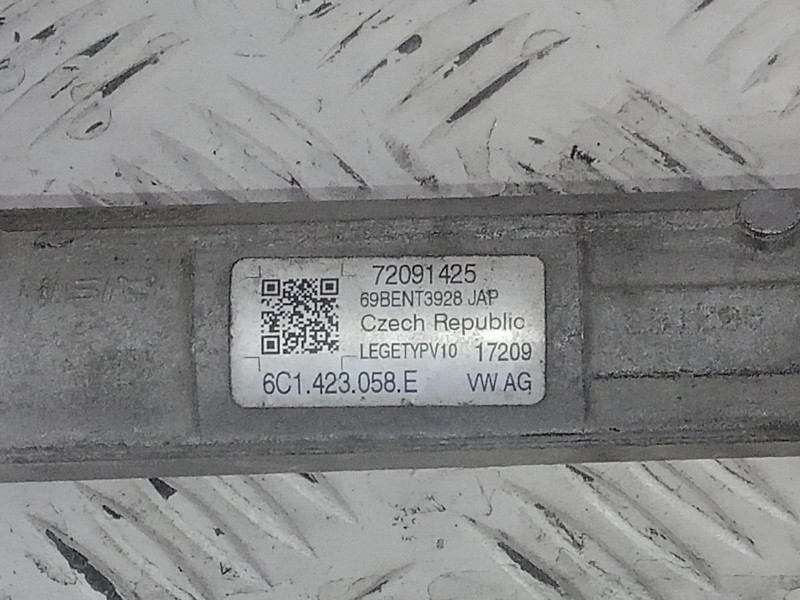 72091425
69BENT3928 JAP
Czech Republic
LEGETYPV10 17209
6C1.423.058.E VW AG